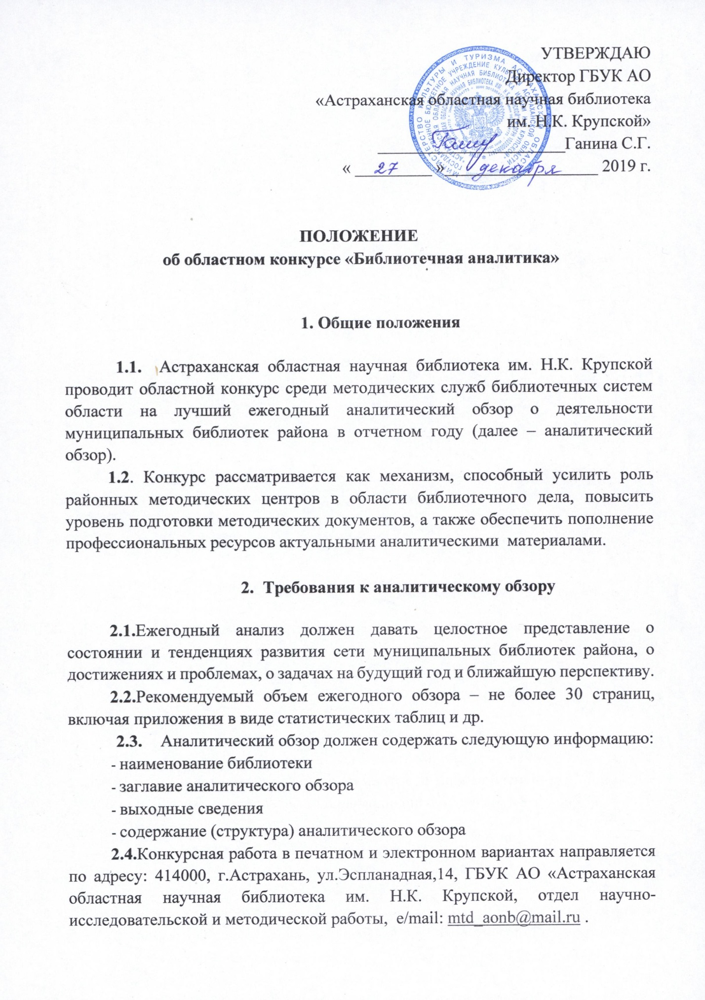 УТВЕРЖДАЮ
Директор ГБУК АО
«Астраханская областная научная библиотека
им. Н.К. Крупской»
Ганина С.Г.
« 27 » декабря 2019 г.
ПОЛОЖЕНИЕ
об областном конкурсе «Библиотечная аналитика»
1. Общие положения
1.1. Астраханская областная научная библиотека им. Н.К. Крупской
проводит областной конкурс среди методических служб библиотечных систем
области на лучший ежегодный аналитический обзор о деятельности
муниципальных библиотек района в отчетном году (далее – аналитический
обзор).
1.2. Конкурс рассматривается как механизм, способный усилить роль
районных методических центров в области библиотечного дела, повысить
уровень подготовки методических документов, а также обеспечить пополнение
профессиональных ресурсов актуальными аналитическими материалами.
2. Требования к аналитическому обзору
2.1.Ежегодный анализ должен давать целостное представление о
состоянии и тенденциях развития сети муниципальных библиотек района, о
достижениях и проблемах, о задачах на будущий год и ближайшую перспективу.
2.2.Рекомендуемый объем ежегодного обзора – не более 30 страниц,
включая приложения в виде статистических таблиц и др.
2.3. Аналитический обзор должен содержать следующую информацию:
- наименование библиотеки
- заглавие аналитического обзора
- выходные сведения
- содержание (структура) аналитического обзора
2.4.Конкурсная работа в печатном и электронном вариантах направляется
по адресу: 414000, г.Астрахань, ул.Эспланадная,14, ГБУК АО «Астраханская
областная научная библиотека им. Н.К. Крупской, отдел научно-
исследовательской и методической работы, e/mail: mtd_aonb@mail.ru .